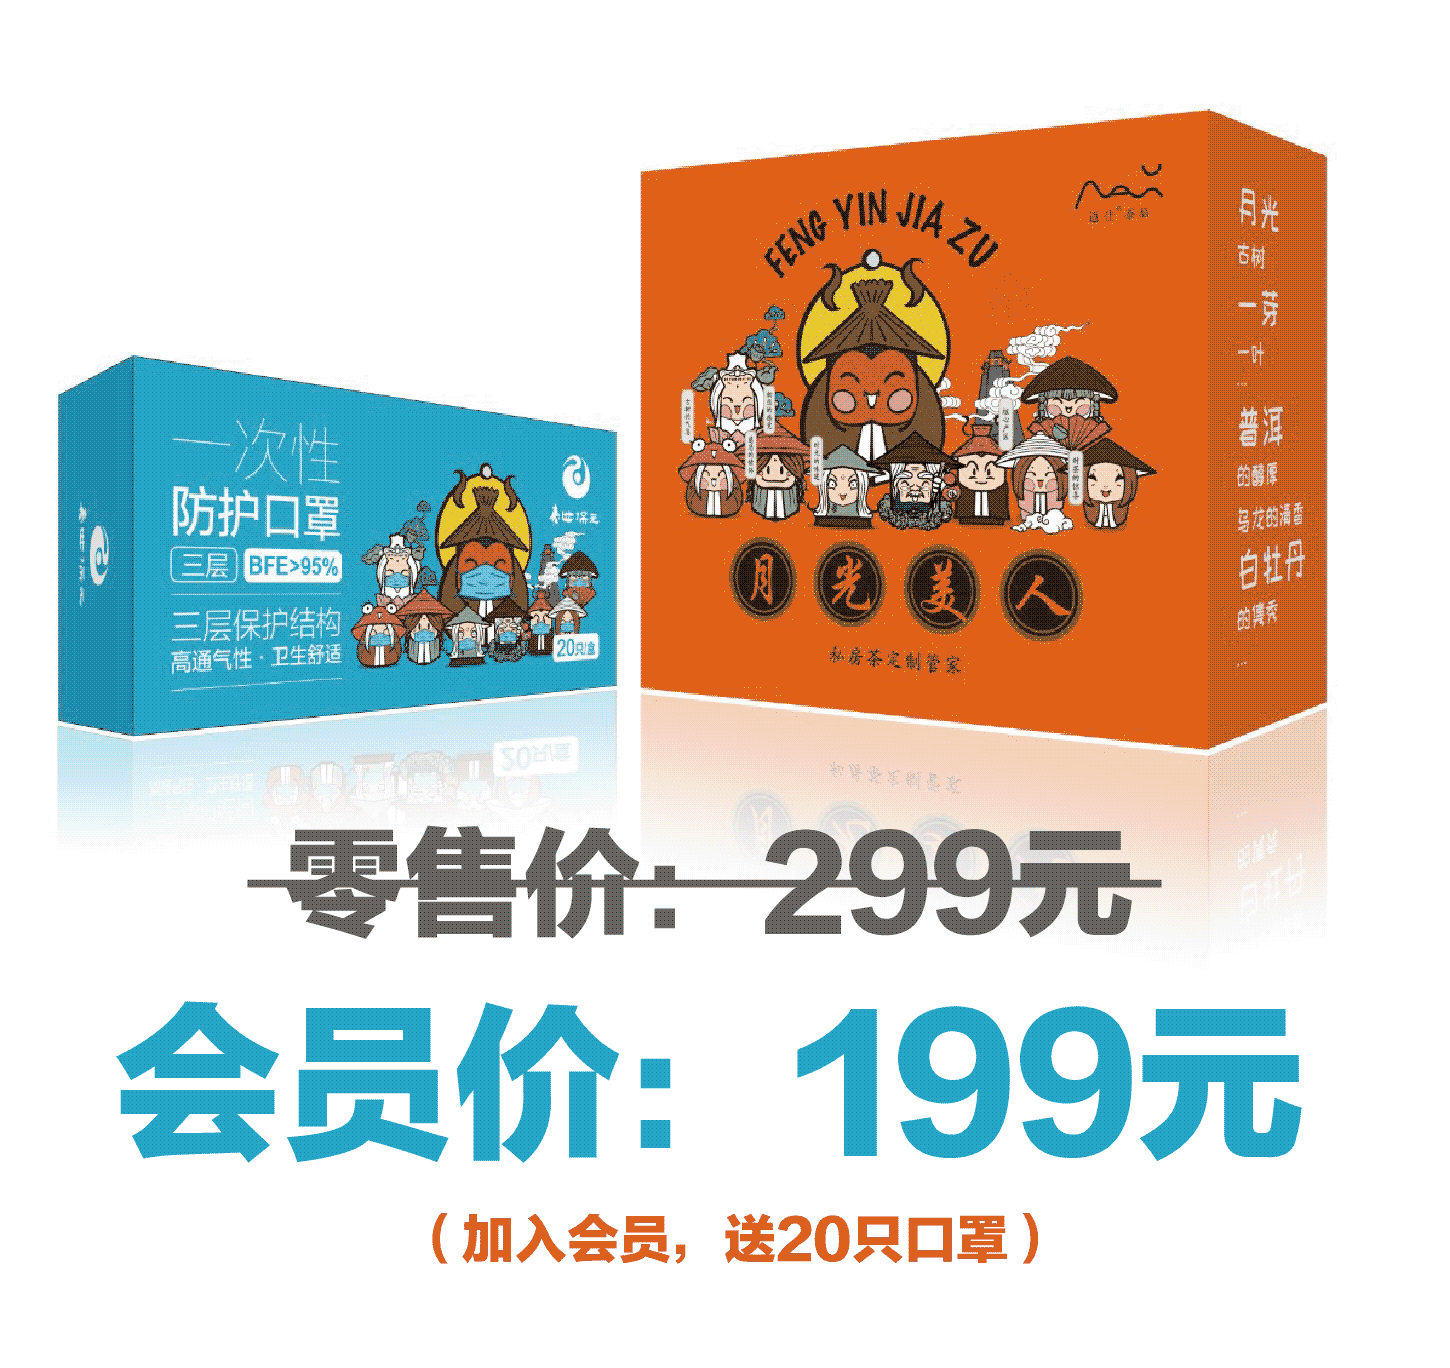 一次性
防护口罩
三层 BFE>95%
三层保护结构
高通气性·卫生舒适
20只/盒
FENG YIN JIA ZU
月光美人
私房茶定制管家
月光
古树
一芽
一叶
...
普洱
的醇厚
乌龙的清香
白牡丹
的隽秀
...
零售价：299元
会员价：199元
（加入会员，送20只口罩）